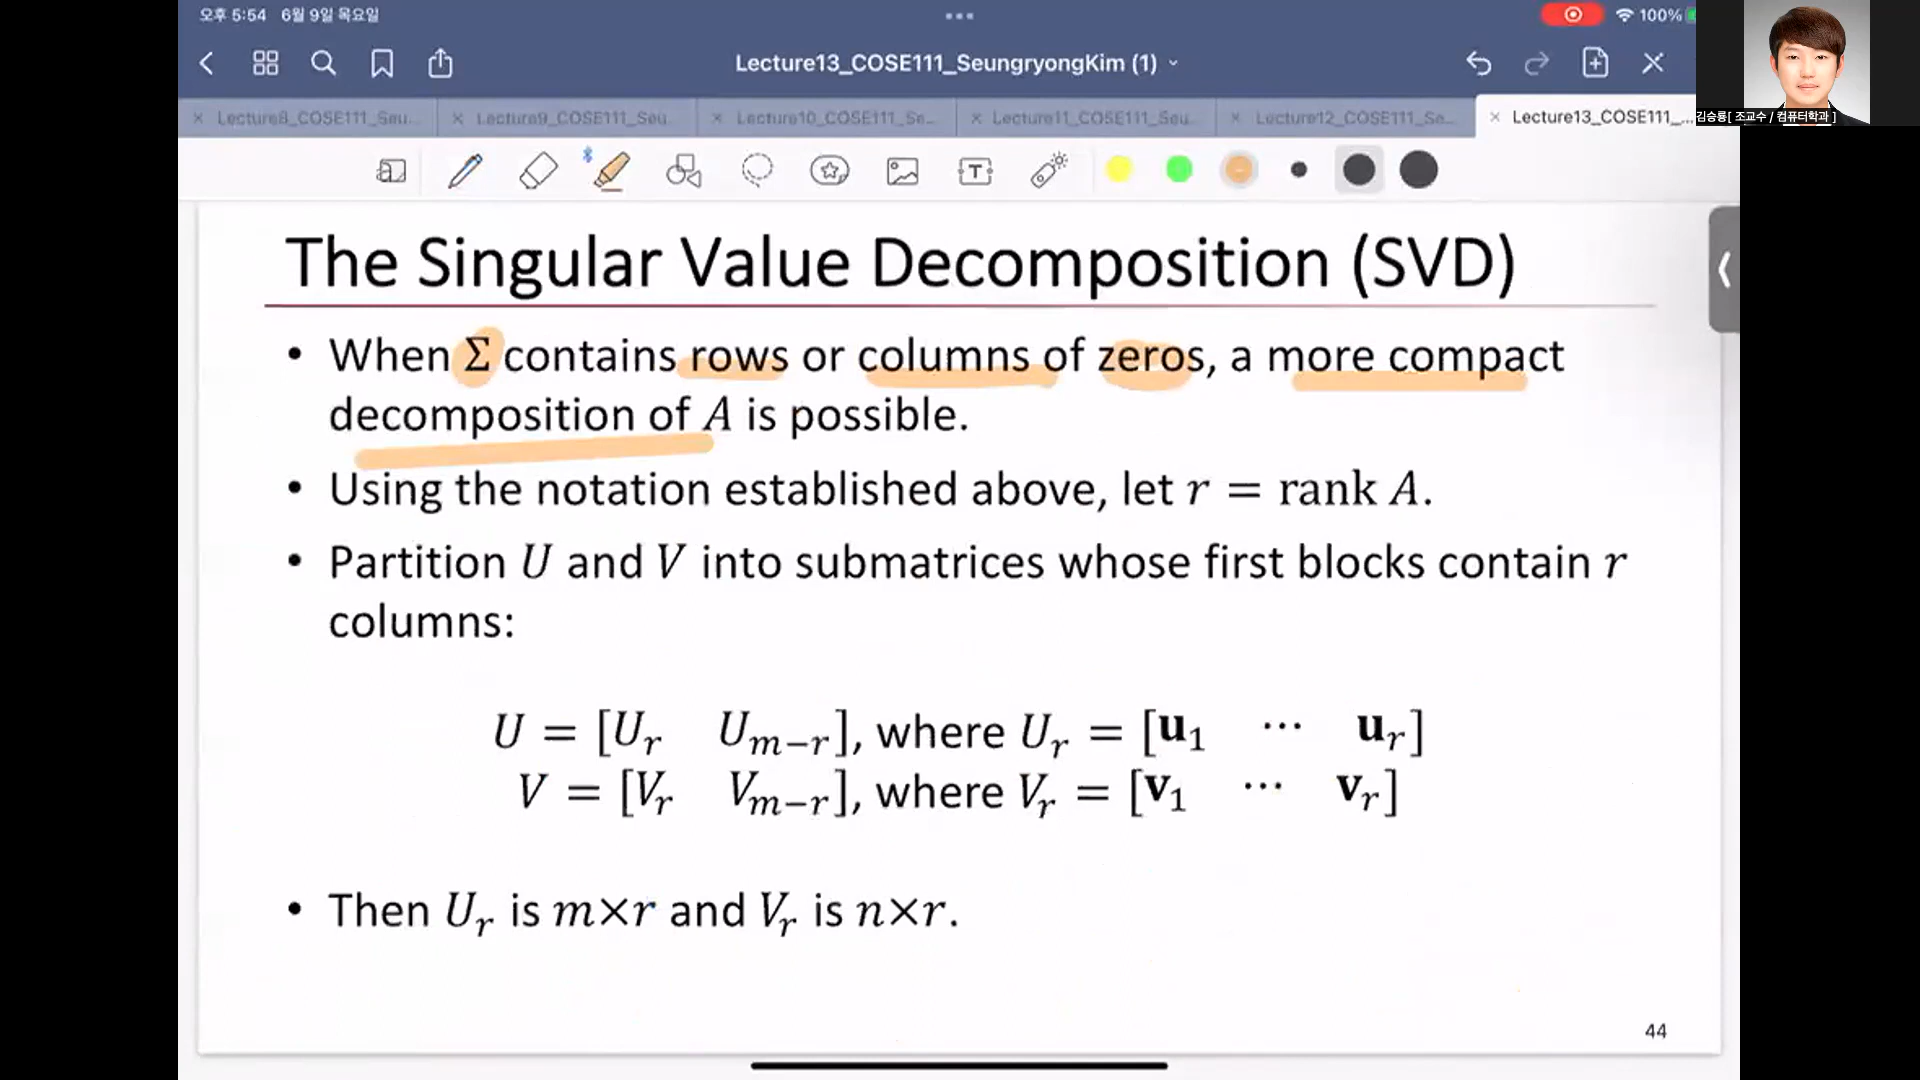 오후 5:54 6월 9일 목요일
100%
Lecture13_COSE111_SeungryongKim (1)
Lecture8_COSE111_Seu...
Lecture9_COSE111_Seu...
Lecture10_COSE111_Se...
Lecture11_COSE111_Seu...
Lecture12_COSE111_Se...
Lecture13_COSE111_...
김승룡[ 조교수 / 컴퓨터학과 ]
T
The Singular Value Decomposition (SVD)
• When Σ contains rows or columns of zeros, a more compact
decomposition of A is possible.
• Using the notation established above, let r = rank A.
• Partition U and V into submatrices whose first blocks contain r
columns:
U = [U_r U_{m−r}], where U_r = [u_1 ⋯ u_r]
V = [V_r V_{m−r}], where V_r = [v_1 ⋯ v_r]
• Then U_r is m×r and V_r is n×r.
44